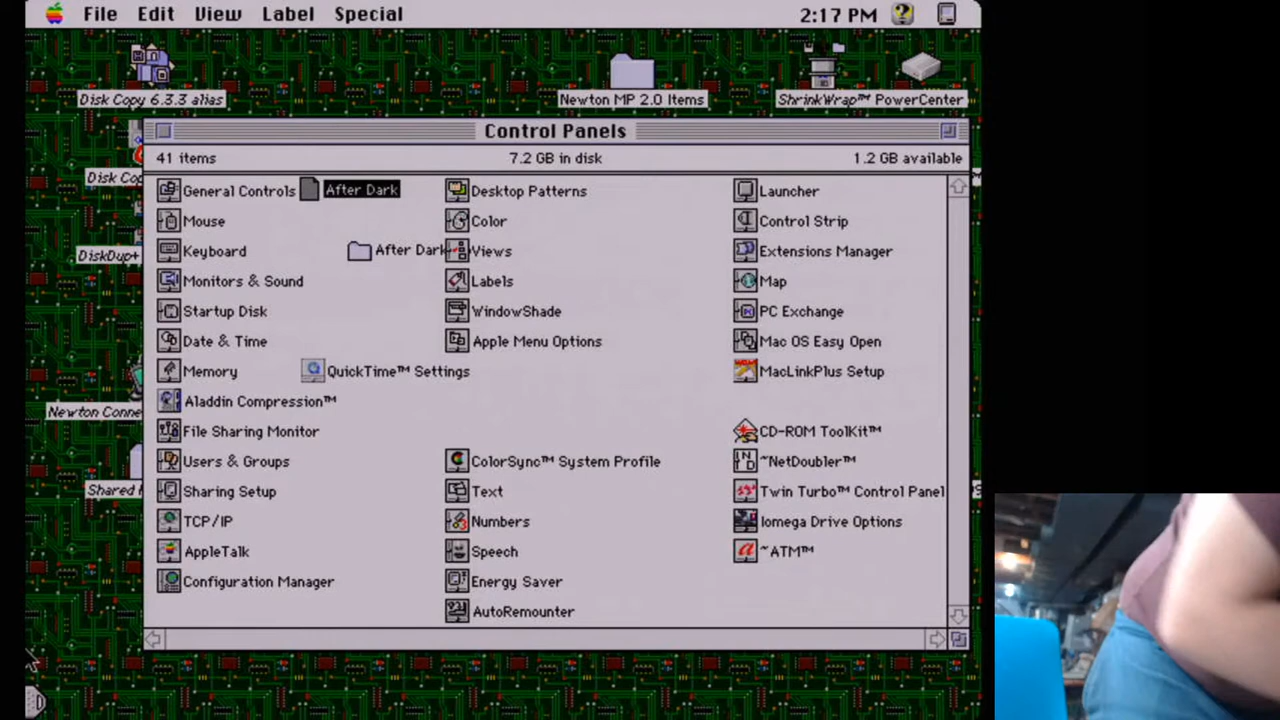 File Edit View Label Special 2:17 PM
Disk Copy 6.3.3 alias
Newton MP 2.0 Items
ShrinkWrap™ PowerCenter
Control Panels
41 items 7.2 GB in disk 1.2 GB available
General Controls After Dark Desktop Patterns Launcher
Mouse Color Control Strip
Keyboard After Dark Views Extensions Manager
Monitors & Sound Labels Map
Startup Disk WindowShade PC Exchange
Date & Time Apple Menu Options Mac OS Easy Open
Memory QuickTime™ Settings MacLinkPlus Setup
Aladdin Compression™
File Sharing Monitor CD-ROM ToolKit™
Users & Groups ColorSync™ System Profile ~NetDoubler™
Sharing Setup Text Twin Turbo™ Control Panel
TCP/IP Numbers Iomega Drive Options
AppleTalk Speech ~ATM™
Configuration Manager Energy Saver
AutoRemounter
Disk Cop
DiskDup+
Newton Conne
Shared